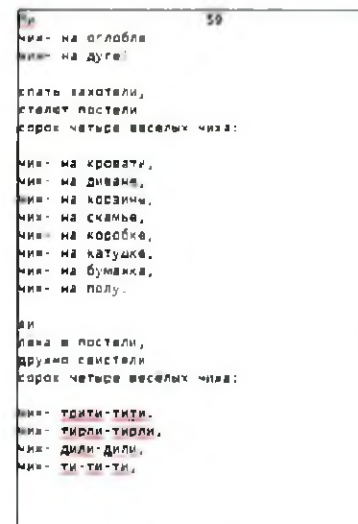 59
чиж- на оглобле
чиж- на дуге!
спать захотели,
стелют постели
сорок четыре веселых чижа:
чиж- на кровати,
чиж- на диване,
чиж- на корзине,
чиж- на скамье,
чиж- на коробке,
чиж- на катушке,
чиж- на бумажке,
чиж- на полу.
лежа в постели,
дружно свистели
сорок четыре веселых чижа:
чиж- трити-тити,
чиж- тирли-тирли,
чиж- дили-дили,
чиж- ти-ти-ти,